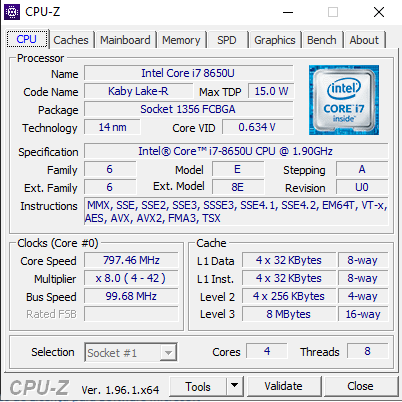 CPU-Z
CPU Caches Mainboard Memory SPD Graphics Bench About
Processor
Name Intel Core i7 8650U
Code Name Kaby Lake-R Max TDP 15.0 W
Package Socket 1356 FCBGA
Technology 14 nm Core VID 0.634 V
intel CORE i7 inside™
Specification Intel® Core™ i7-8650U CPU @ 1.90GHz
Family 6 Model E Stepping A
Ext. Family 6 Ext. Model 8E Revision U0
Instructions MMX, SSE, SSE2, SSE3, SSSE3, SSE4.1, SSE4.2, EM64T, VT-x,
AES, AVX, AVX2, FMA3, TSX
Clocks (Core #0)
Core Speed 797.46 MHz
Multiplier x 8.0 ( 4 - 42 )
Bus Speed 99.68 MHz
Rated FSB
Cache
L1 Data 4 x 32 KBytes 8-way
L1 Inst. 4 x 32 KBytes 8-way
Level 2 4 x 256 KBytes 4-way
Level 3 8 MBytes 16-way
Selection Socket #1 Cores 4 Threads 8
CPU-Z Ver. 1.96.1.x64 Tools Validate Close